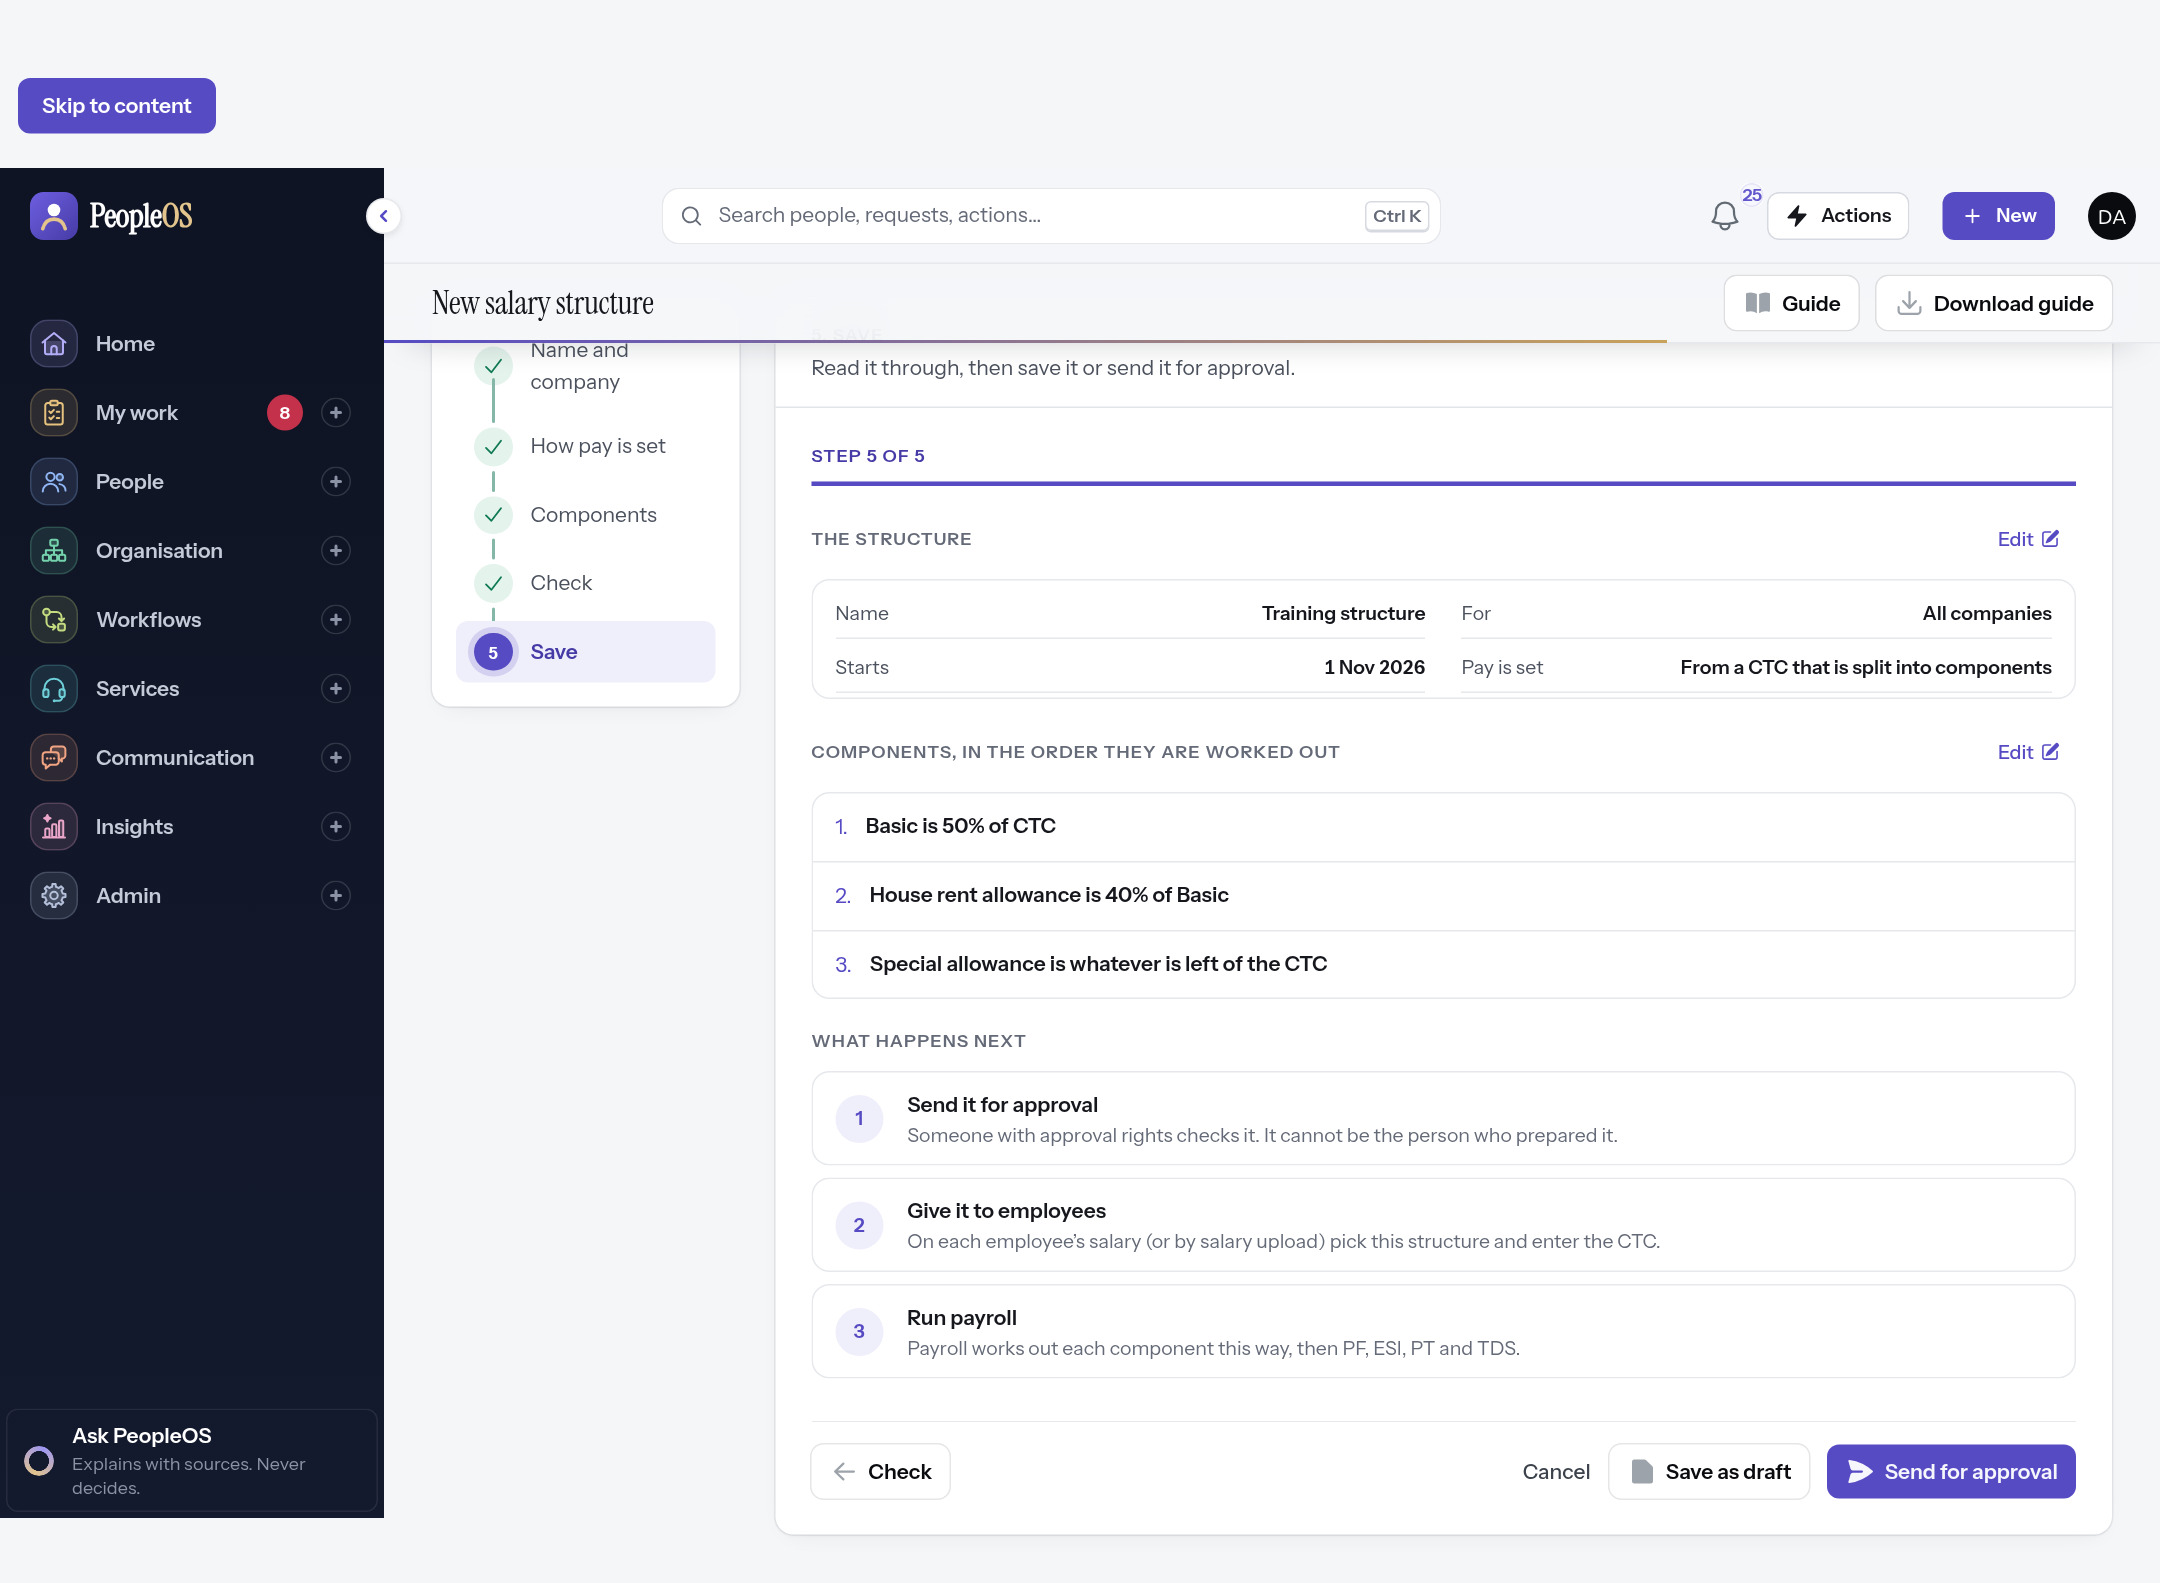 Skip to content
PeopleOS
Search people, requests, actions...
Ctrl K
25
Actions
New
DA
New salary structure
Guide
Download guide
Home
My work
8
People
Organisation
Workflows
Services
Communication
Insights
Admin
Ask PeopleOS
Explains with sources. Never
decides.
Name and
company
How pay is set
Components
Check
5
Save
5. SAVE
Read it through, then save it or send it for approval.
STEP 5 OF 5
THE STRUCTURE
Edit
Name
Training structure
For
All companies
Starts
1 Nov 2026
Pay is set
From a CTC that is split into components
COMPONENTS, IN THE ORDER THEY ARE WORKED OUT
Edit
1. Basic is 50% of CTC
2. House rent allowance is 40% of Basic
3. Special allowance is whatever is left of the CTC
WHAT HAPPENS NEXT
1
Send it for approval
Someone with approval rights checks it. It cannot be the person who prepared it.
2
Give it to employees
On each employee’s salary (or by salary upload) pick this structure and enter the CTC.
3
Run payroll
Payroll works out each component this way, then PF, ESI, PT and TDS.
Check
Cancel
Save as draft
Send for approval